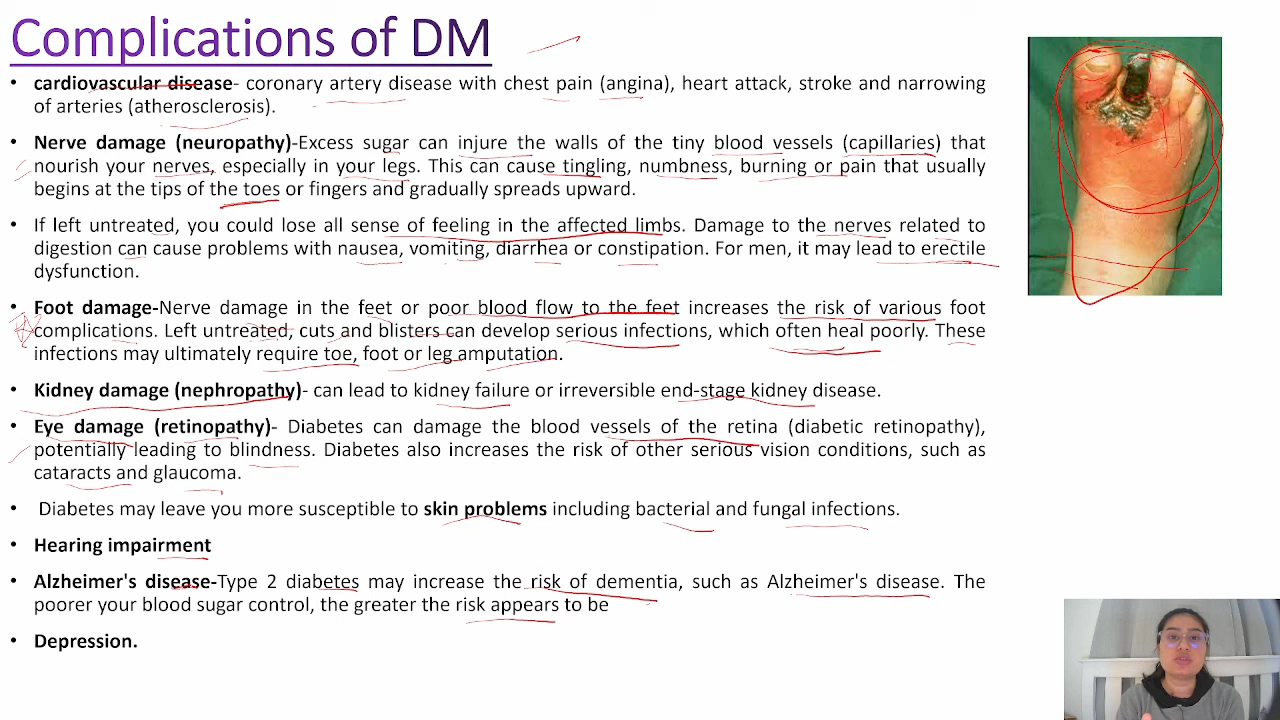 Complications of DM
• cardiovascular disease- coronary artery disease with chest pain (angina), heart attack, stroke and narrowing
of arteries (atherosclerosis).
• Nerve damage (neuropathy)-Excess sugar can injure the walls of the tiny blood vessels (capillaries) that
nourish your nerves, especially in your legs. This can cause tingling, numbness, burning or pain that usually
begins at the tips of the toes or fingers and gradually spreads upward.
• If left untreated, you could lose all sense of feeling in the affected limbs. Damage to the nerves related to
digestion can cause problems with nausea, vomiting, diarrhea or constipation. For men, it may lead to erectile
dysfunction.
• Foot damage-Nerve damage in the feet or poor blood flow to the feet increases the risk of various foot
complications. Left untreated, cuts and blisters can develop serious infections, which often heal poorly. These
infections may ultimately require toe, foot or leg amputation.
• Kidney damage (nephropathy)- can lead to kidney failure or irreversible end-stage kidney disease.
• Eye damage (retinopathy)- Diabetes can damage the blood vessels of the retina (diabetic retinopathy),
potentially leading to blindness. Diabetes also increases the risk of other serious vision conditions, such as
cataracts and glaucoma.
• Diabetes may leave you more susceptible to skin problems including bacterial and fungal infections.
• Hearing impairment
• Alzheimer's disease-Type 2 diabetes may increase the risk of dementia, such as Alzheimer's disease. The
poorer your blood sugar control, the greater the risk appears to be
• Depression.